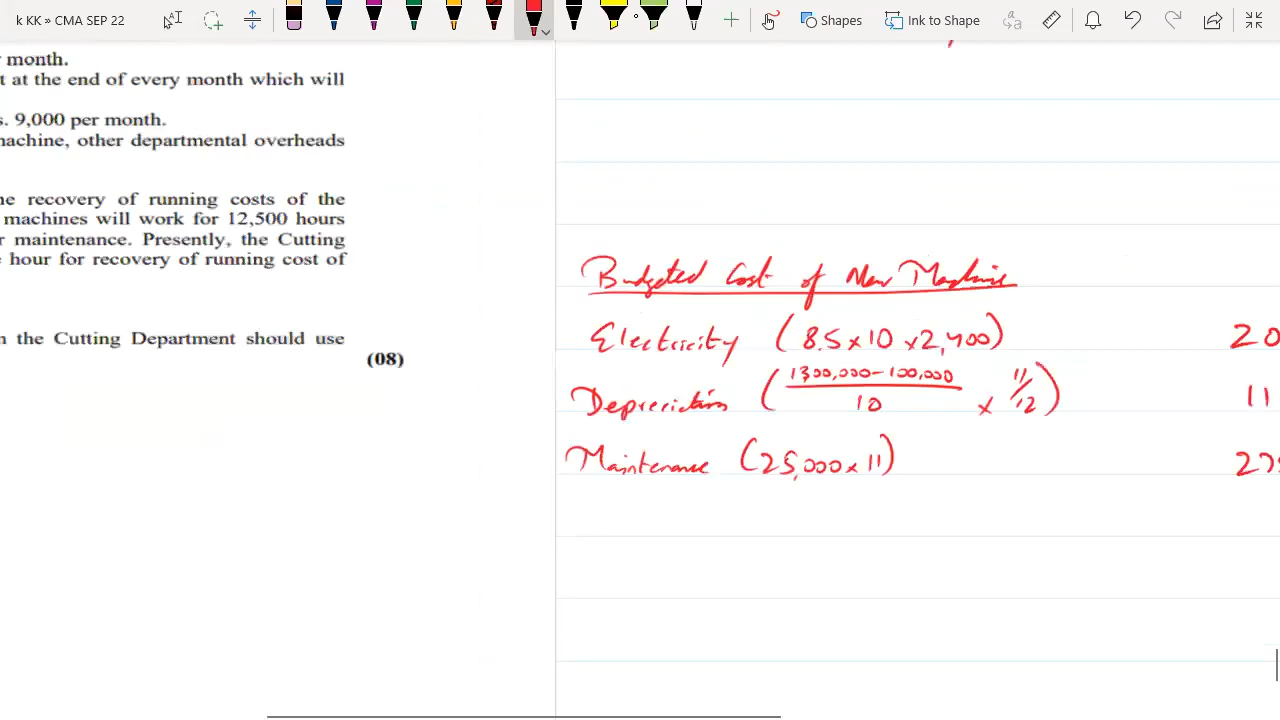 k KK » CMA SEP 22
Shapes
Ink to Shape
month.
t at the end of every month which will
s. 9,000 per month.
machine, other departmental overheads
he recovery of running costs of the
machines will work for 12,500 hours
r maintenance. Presently, the Cutting
e hour for recovery of running cost of
n the Cutting Department should use
(08)
Budgeted Cost of New Machine
Electricity (8.5 x 10 x 2,400) 20
Depreciation (1300,000 - 100,000 / 10 x 11/12) 11
Maintenance (25,000 x 11) 275